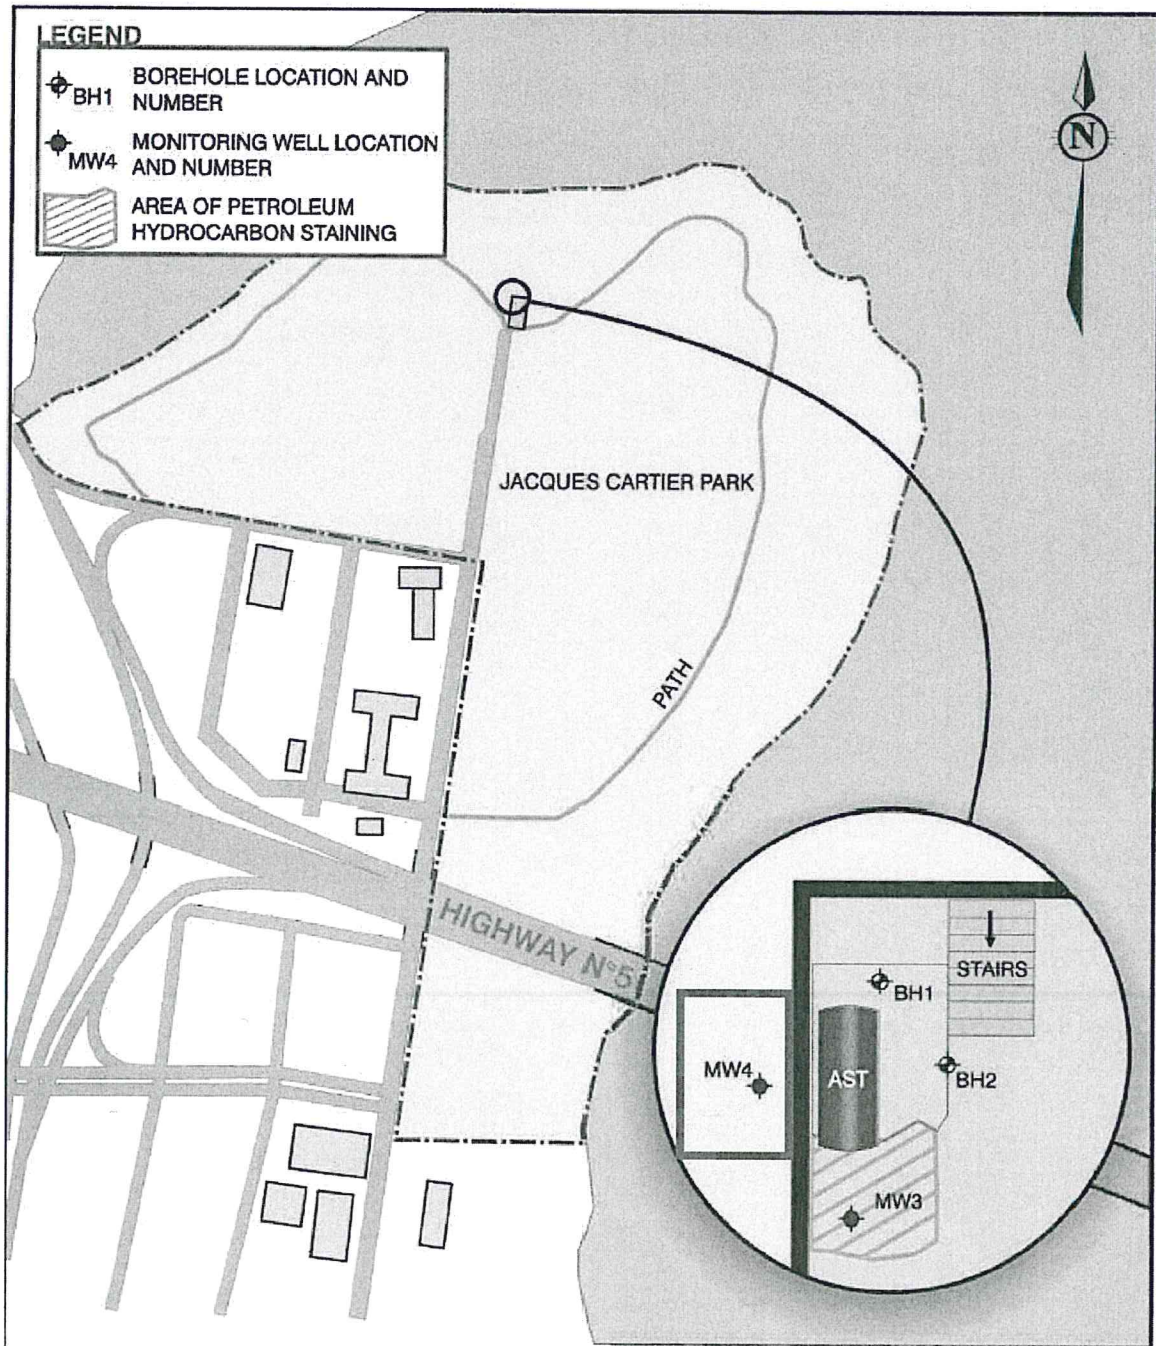 LEGEND
BH1
BOREHOLE LOCATION AND
NUMBER
MW4
MONITORING WELL LOCATION
AND NUMBER
AREA OF PETROLEUM
HYDROCARBON STAINING
N
JACQUES CARTIER PARK
PATH
HIGHWAY N°5
STAIRS
BH1
MW4
AST
BH2
MW3